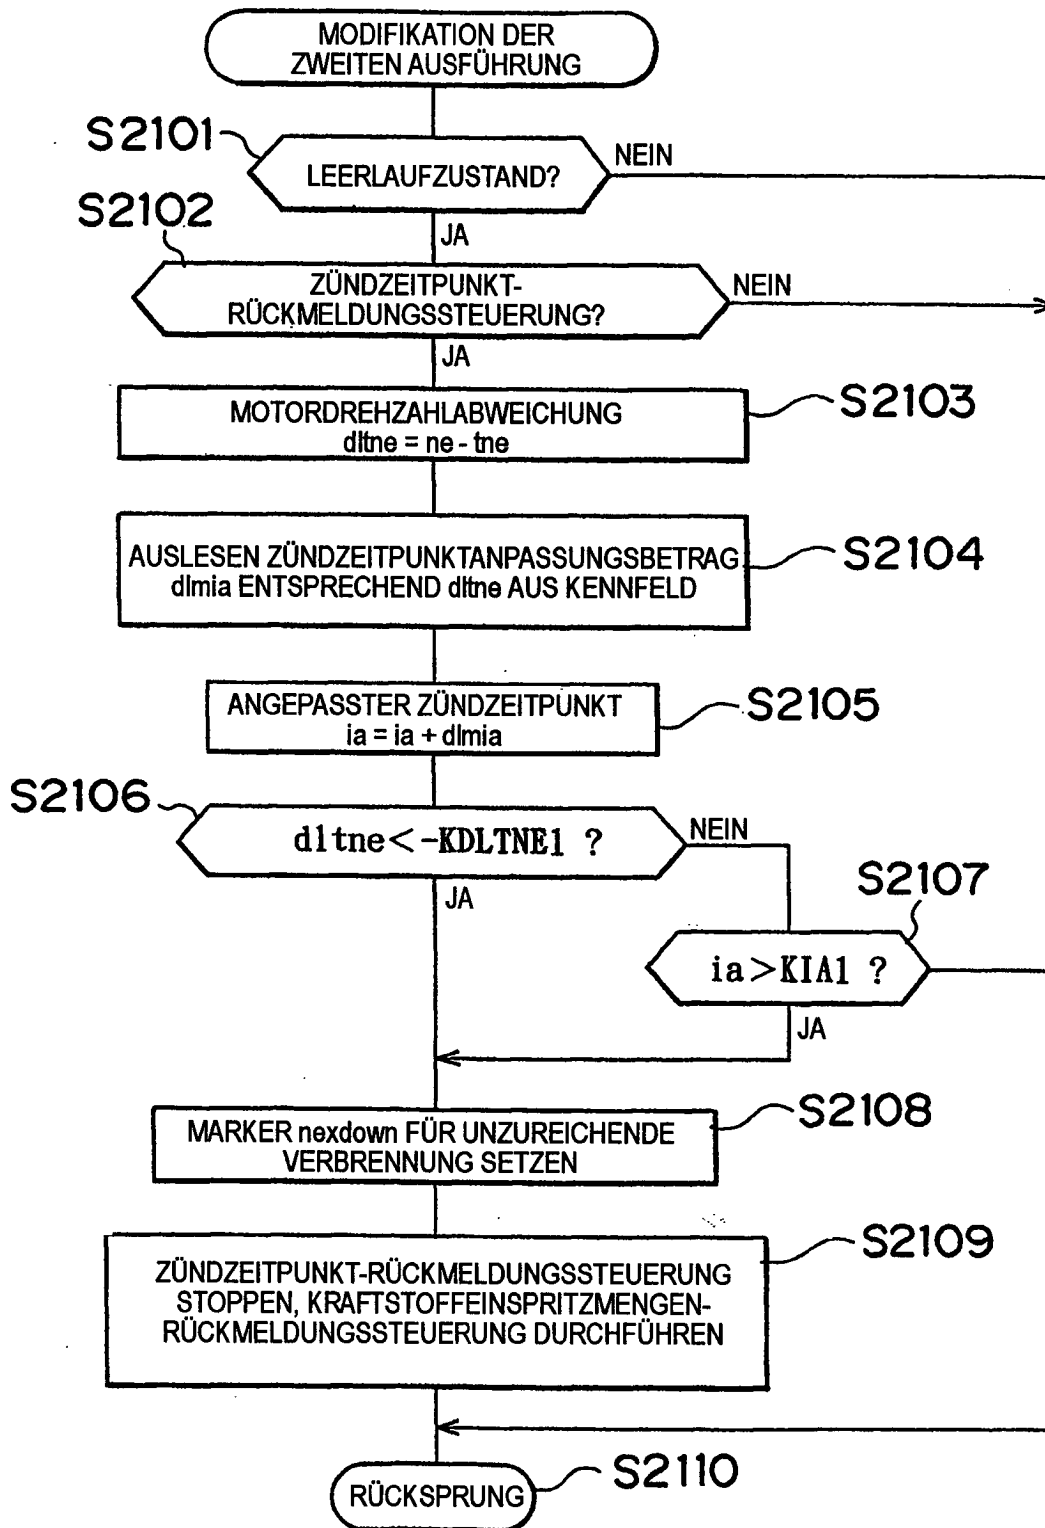 MODIFIKATION DER
ZWEITEN AUSFÜHRUNG
S2101
LEERLAUFZUSTAND?
NEIN
JA
S2102
ZÜNDZEITPUNKT-
RÜCKMELDUNGSSTEUERUNG?
NEIN
JA
S2103
MOTORDREHZAHLABWEICHUNG
dltne = ne - tne
S2104
AUSLESEN ZÜNDZEITPUNKTANPASSUNGSBETRAG
dlmia ENTSPRECHEND dltne AUS KENNFELD
S2105
ANGEPASSTER ZÜNDZEITPUNKT
ia = ia + dlmia
S2106
dltne<-KDLTNE1 ?
NEIN
JA
S2107
ia>KIA1 ?
JA
S2108
MARKER nexdown FÜR UNZUREICHENDE
VERBRENNUNG SETZEN
S2109
ZÜNDZEITPUNKT-RÜCKMELDUNGSSTEUERUNG
STOPPEN, KRAFTSTOFFEINSPRITZMENGEN-
RÜCKMELDUNGSSTEUERUNG DURCHFÜHREN
RÜCKSPRUNG
S2110